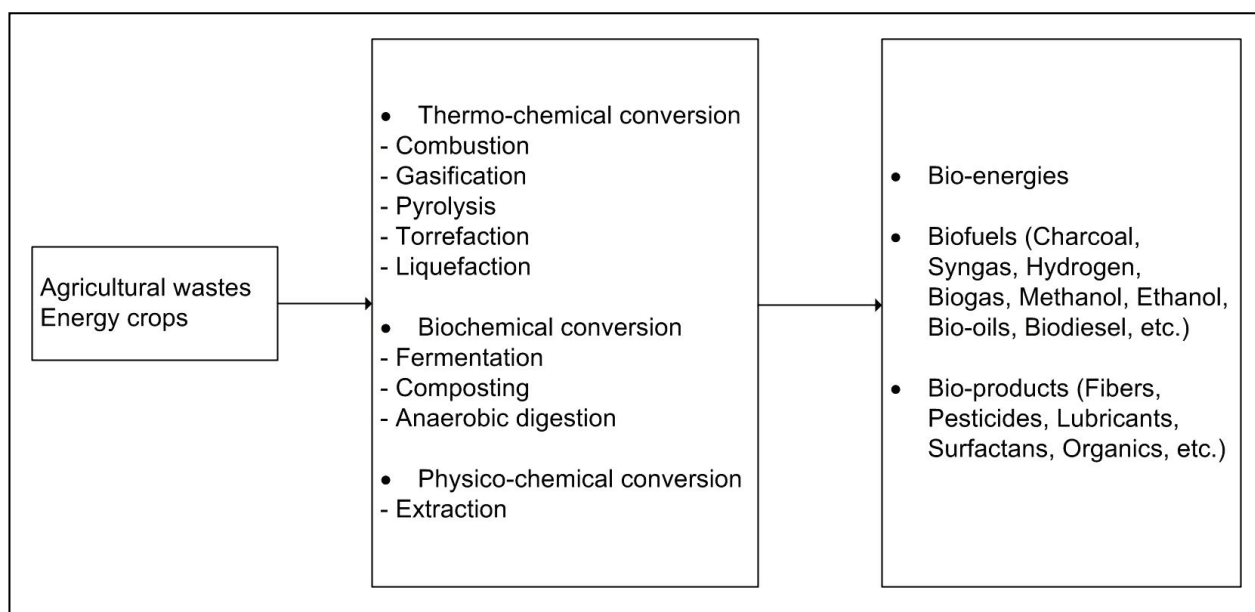 Agricultural wastes
Energy crops
• Thermo-chemical conversion
- Combustion
- Gasification
- Pyrolysis
- Torrefaction
- Liquefaction
• Biochemical conversion
- Fermentation
- Composting
- Anaerobic digestion
• Physico-chemical conversion
- Extraction
• Bio-energies
• Biofuels (Charcoal,
Syngas, Hydrogen,
Biogas, Methanol, Ethanol,
Bio-oils, Biodiesel, etc.)
• Bio-products (Fibers,
Pesticides, Lubricants,
Surfactans, Organics, etc.)